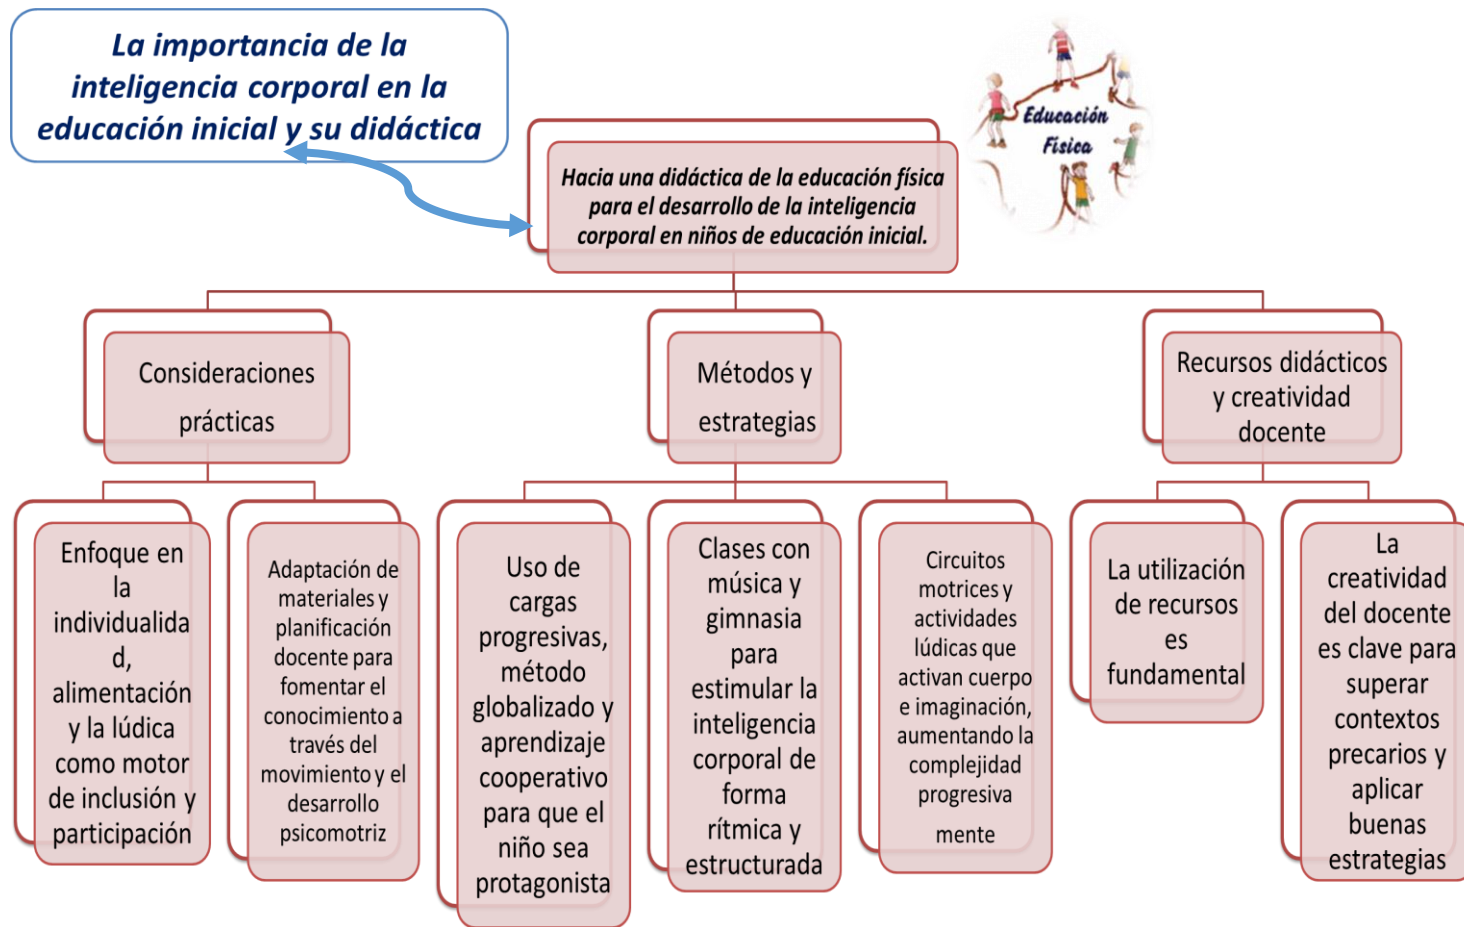 La importancia de la
inteligencia corporal en la
educación inicial y su didáctica
Educación
Física
Hacia una didáctica de la educación física
para el desarrollo de la inteligencia
corporal en niños de educación inicial.
Consideraciones
prácticas
Métodos y
estrategias
Recursos didácticos
y creatividad
docente
Enfoque en
la
individualida
d,
alimentación
y la lúdica
como motor
de inclusión y
participación
Adaptación de
materiales y
planificación
docente para
fomentar el
conocimiento a
través del
movimiento y el
desarrollo
psicomotriz
Uso de
cargas
progresivas,
método
globalizado y
aprendizaje
cooperativo
para que el
niño sea
protagonista
Clases con
música y
gimnasia
para
estimular la
inteligencia
corporal de
forma
rítmica y
estructurada
Circuitos
motrices y
actividades
lúdicas que
activan cuerpo
e imaginación,
aumentando la
complejidad
progresiva
mente
La utilización
de recursos
es
fundamental
La
creatividad
del docente
es clave para
superar
contextos
precarios y
aplicar
buenas
estrategias